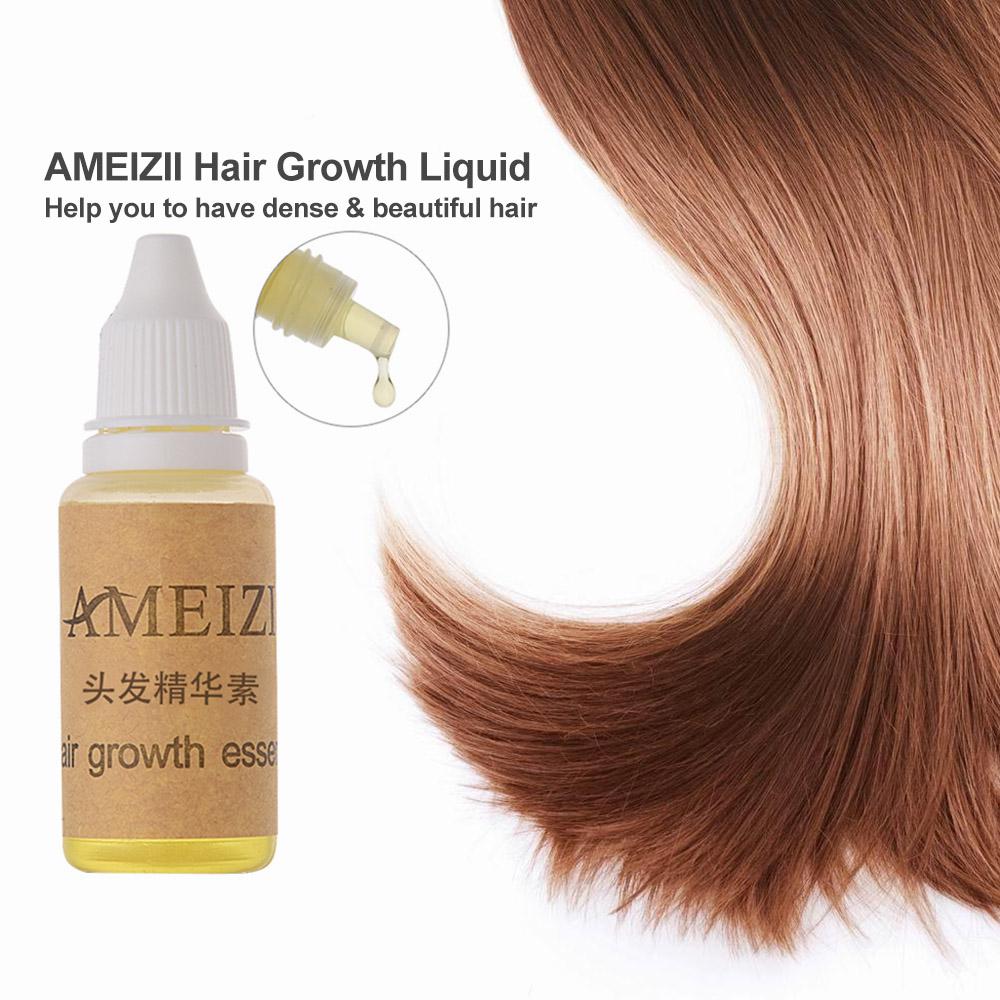 AMEIZII Hair Growth Liquid
Help you to have dense & beautiful hair
AMEIZI
头发精华素
air growth essen